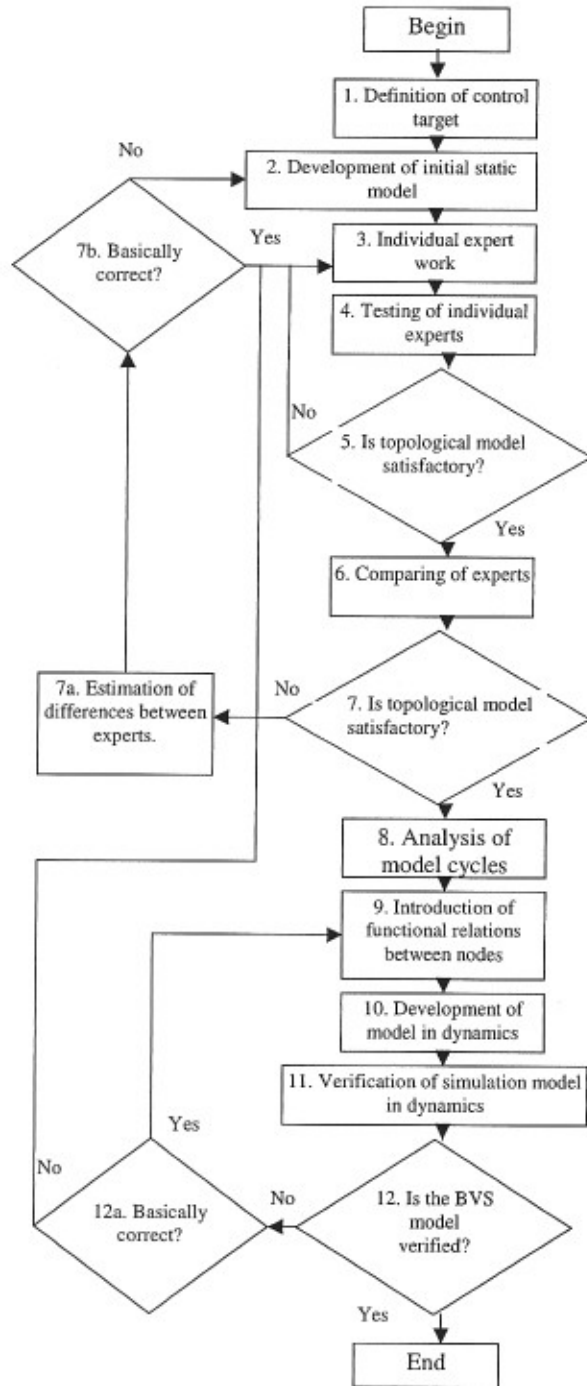 Begin
1. Definition of control
target
No
2. Development of initial static
model
7b. Basically
correct?
Yes
3. Individual expert
work
4. Testing of individual
experts
No
5. Is topological model
satisfactory?
Yes
6. Comparing of experts
7a. Estimation of
differences between
experts.
No
7. Is topological model
satisfactory?
Yes
8. Analysis of
model cycles
9. Introduction of
functional relations
between nodes
10. Development of
model in dynamics
11. Verification of simulation model
in dynamics
Yes
No
12a. Basically
correct?
No
12. Is the BVS
model
verified?
Yes
End